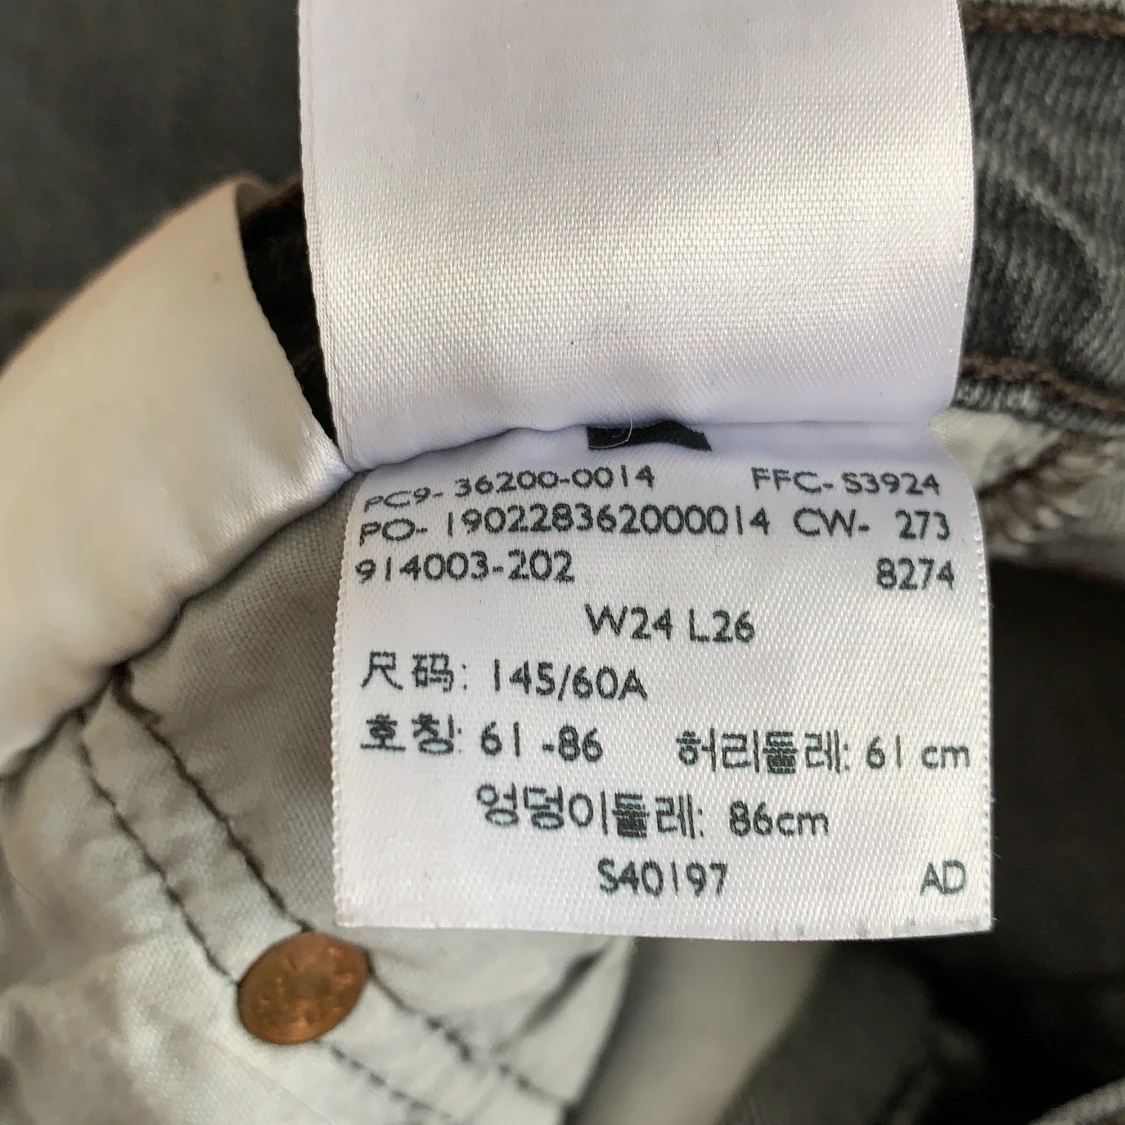 PC9- 36200-0014 FFC- S3924
PO- 190228362000014 CW- 273
914003-202 8274
W24 L26
尺码: 145/60A
호칭: 61 -86 허리둘레: 61 cm
엉덩이둘레: 86cm
S40197 AD